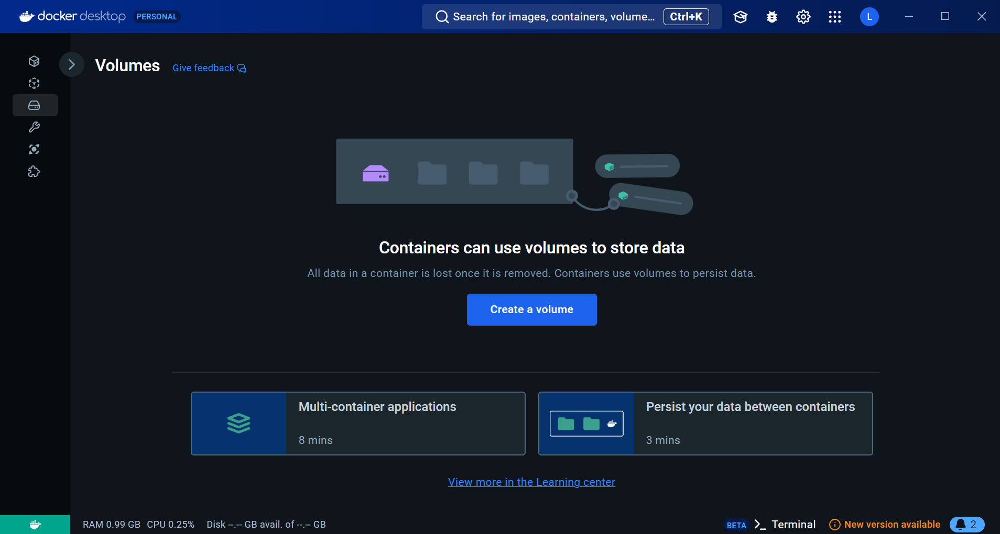 docker desktop PERSONAL
Search for images, containers, volume... Ctrl+K
L
Volumes Give feedback
Containers can use volumes to store data
All data in a container is lost once it is removed. Containers use volumes to persist data.
Create a volume
Multi-container applications
8 mins
Persist your data between containers
3 mins
View more in the Learning center
RAM 0.99 GB CPU 0.25% Disk --.-- GB avail. of --.-- GB
BETA >_ Terminal New version available 2